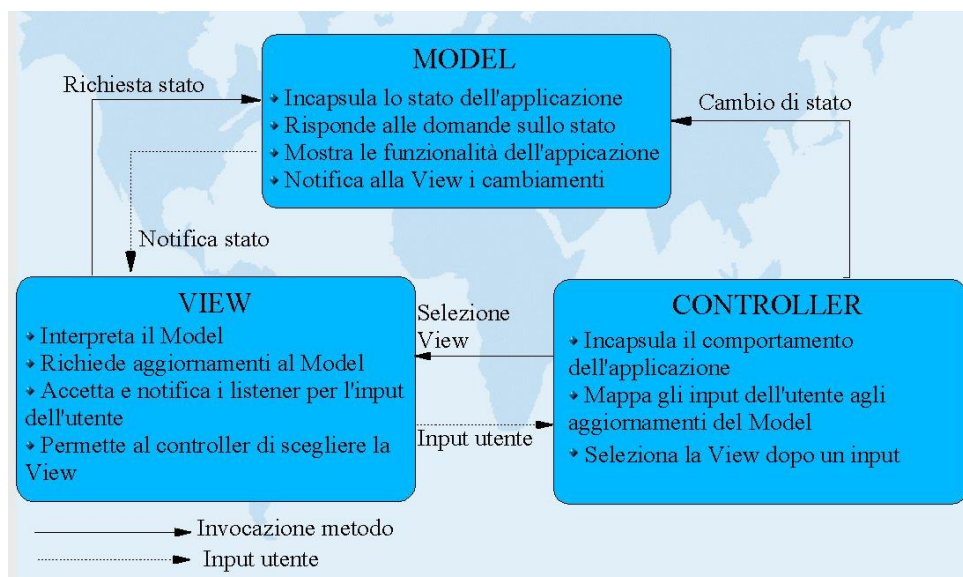 MODEL
Incapsula lo stato dell'applicazione
Risponde alle domande sullo stato
Mostra le funzionalità dell'appicazione
Notifica alla View i cambiamenti
Richiesta stato
Cambio di stato
Notifica stato
VIEW
Interpreta il Model
Richiede aggiornamenti al Model
Accetta e notifica i listener per l'input
dell'utente
Permette al controller di scegliere la
View
Selezione
View
Input utente
CONTROLLER
Incapsula il comportamento
dell'applicazione
Mappa gli input dell'utente agli
aggiornamenti del Model
Seleziona la View dopo un input
Invocazione metodo
Input utente